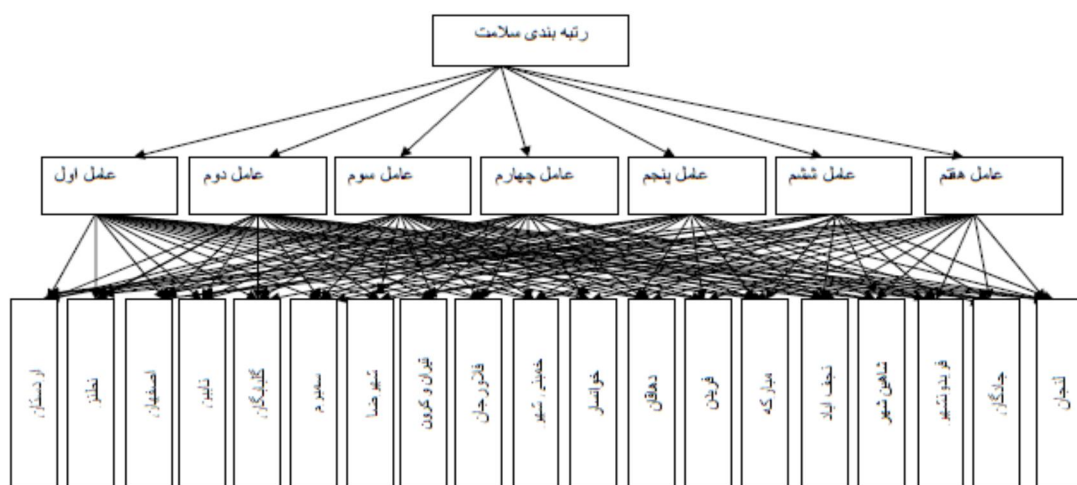 رتبه بندی سلامت
عامل اول
عامل دوم
عامل سوم
عامل چهارم
عامل پنجم
عامل ششم
عامل هفتم
اردستان
نطنز
اصفهان
نایین
گلپایگان
سمیرم
شهرضا
تیران و کرون
فلاورجان
خمینی شهر
خوانسار
دهاقان
فریدن
مبارکه
نجف اباد
شاهین شهر
فریدونشهر
چادگان
لنجان